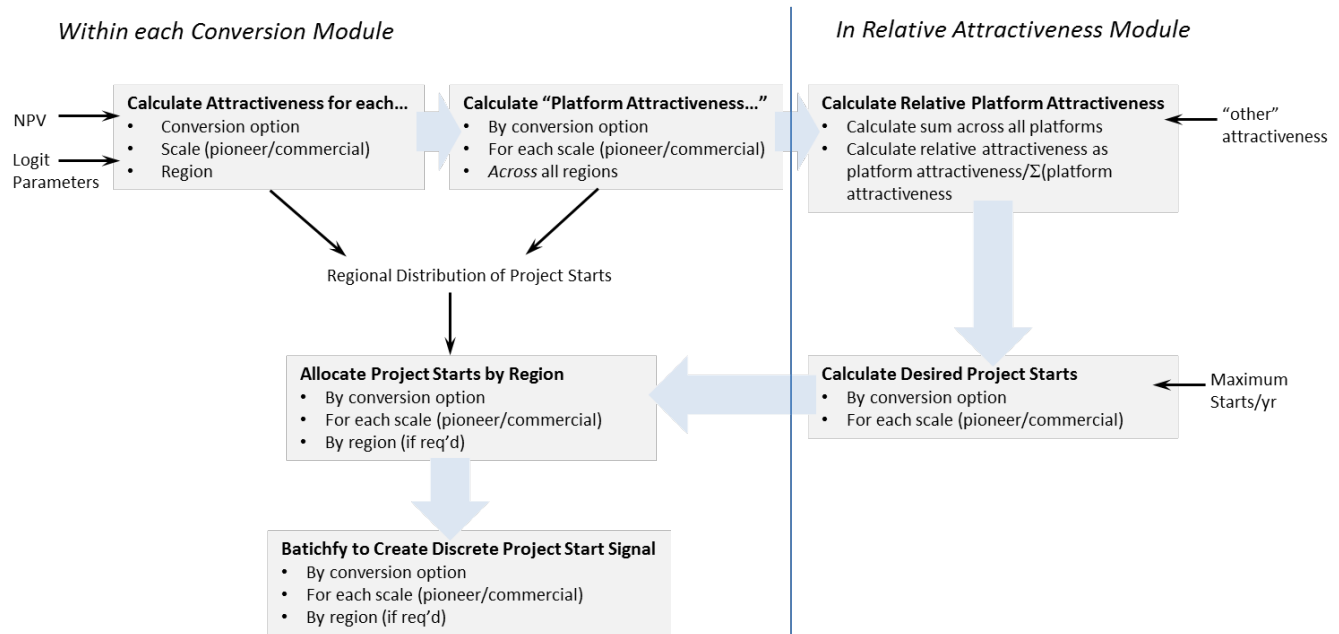 Within each Conversion Module
In Relative Attractiveness Module
NPV
Logit
Parameters
Calculate Attractiveness for each...
• Conversion option
• Scale (pioneer/commercial)
• Region
Calculate “Platform Attractiveness...”
• By conversion option
• For each scale (pioneer/commercial)
• Across all regions
Calculate Relative Platform Attractiveness
• Calculate sum across all platforms
• Calculate relative attractiveness as
platform attractiveness/Σ(platform
attractiveness
“other”
attractiveness
Regional Distribution of Project Starts
Allocate Project Starts by Region
• By conversion option
• For each scale (pioneer/commercial)
• By region (if req’d)
Calculate Desired Project Starts
• By conversion option
• For each scale (pioneer/commercial)
Maximum
Starts/yr
Batichfy to Create Discrete Project Start Signal
• By conversion option
• For each scale (pioneer/commercial)
• By region (if req’d)